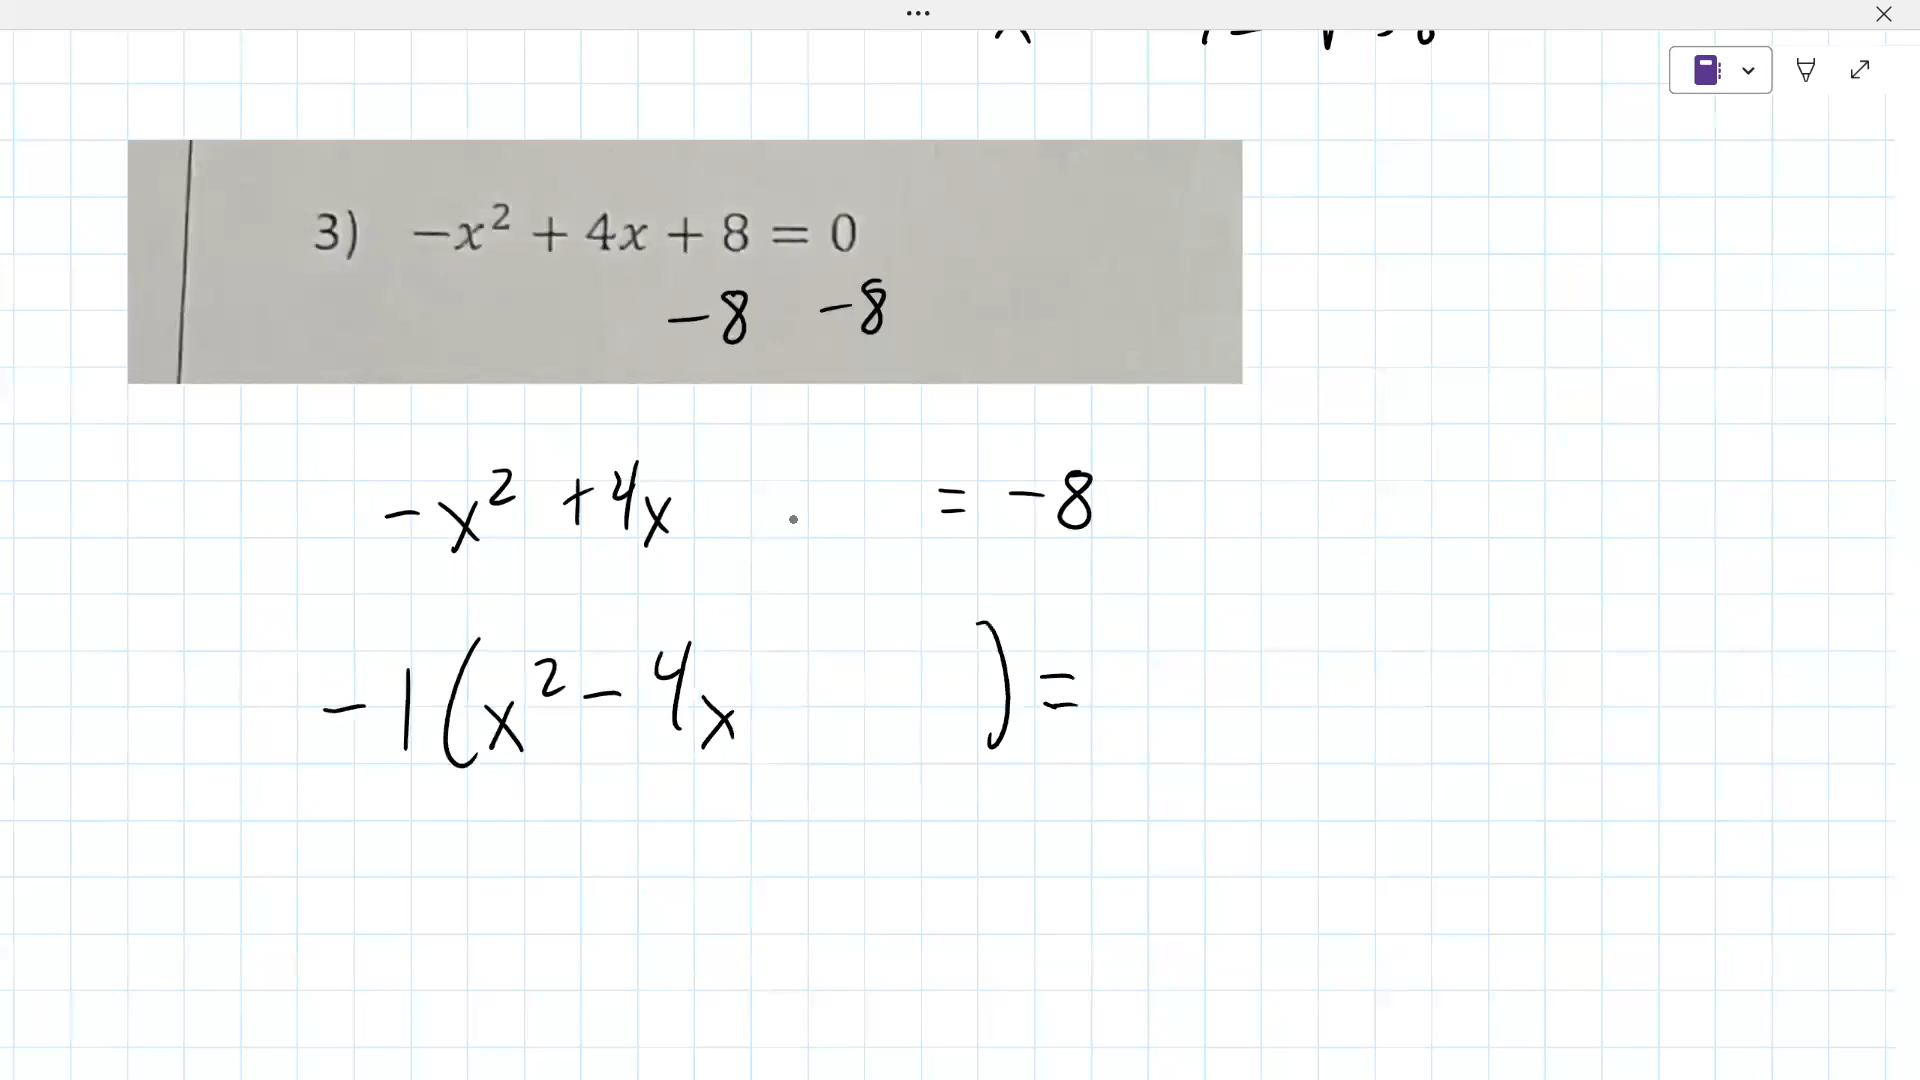 3) −x² + 4x + 8 = 0
−8 −8
−x² +4x = −8
−1(x² − 4x ) =